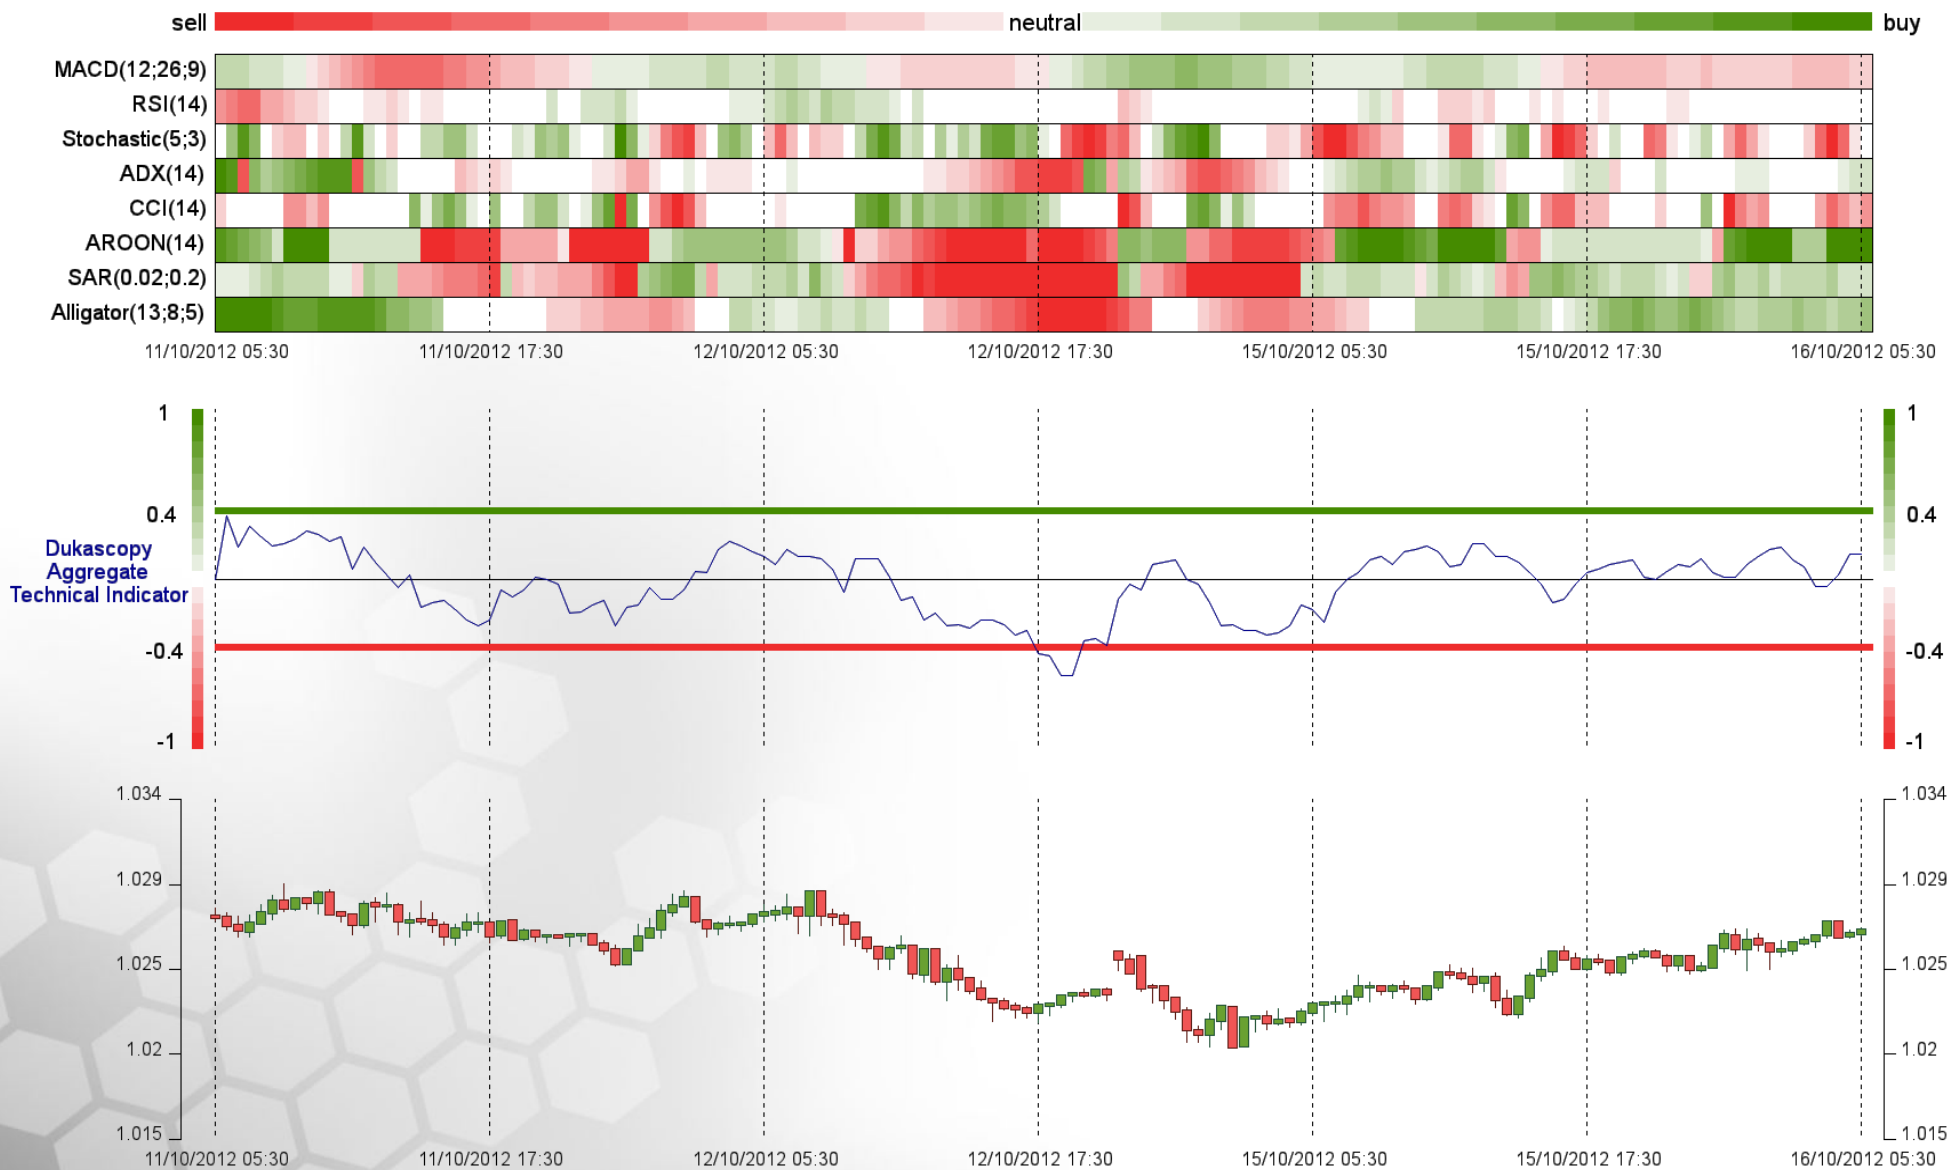 sell neutral buy
MACD(12;26;9)
RSI(14)
Stochastic(5;3)
ADX(14)
CCI(14)
AROON(14)
SAR(0.02;0.2)
Alligator(13;8;5)
11/10/2012 05:30 11/10/2012 17:30 12/10/2012 05:30 12/10/2012 17:30 15/10/2012 05:30 15/10/2012 17:30 16/10/2012 05:30
1 1
0.4 0.4
Dukascopy
Aggregate
Technical Indicator
-0.4 -0.4
-1 -1
1.034 1.034
1.029 1.029
1.025 1.025
1.02 1.02
1.015 1.015
11/10/2012 05:30 11/10/2012 17:30 12/10/2012 05:30 12/10/2012 17:30 15/10/2012 05:30 15/10/2012 17:30 16/10/2012 05:30